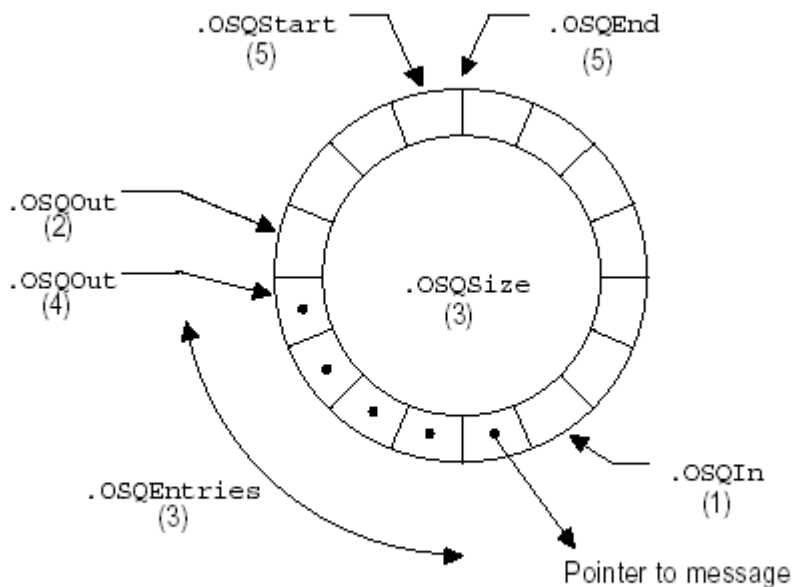 .OSQStart
(5)
.OSQEnd
(5)
.OSQOut
(2)
.OSQOut
(4)
.OSQSize
(3)
.OSQIn
(1)
.OSQEntries
(3)
Pointer to message